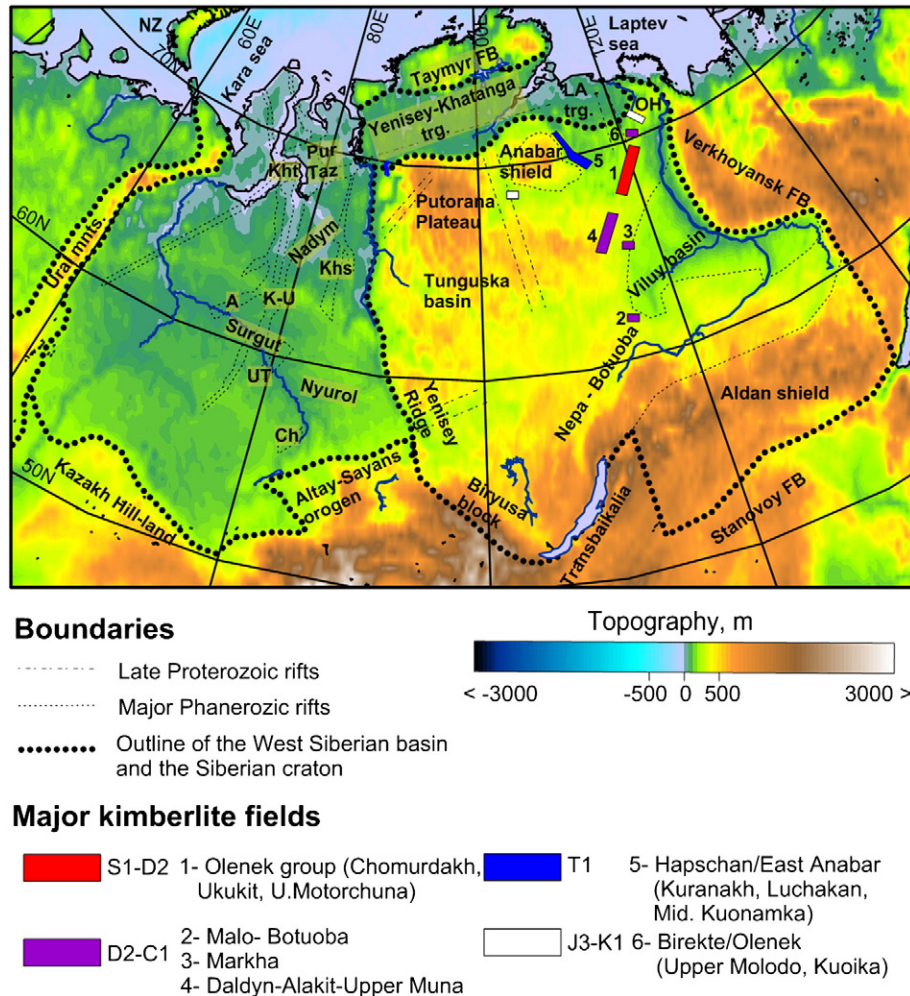 NZ
70N
60E
Kara sea
80E
100E
Laptev
sea
120E
Taymyr FB
Yenisey-Khatanga
trg.
LA
trg.
OH
6
Pur
Taz
Kht
Anabar
shield
5
1
Verkhoyansk FB
60N
Ural mnts.
Putorana
Plateau
4
3
Nadym
Khs
Tunguska
basin
Viluy basin
A
K-U
2
Surgut
UT
Nyurol
Yenisey
Ridge
Nepa - Botuoba
Aldan shield
Ch
50N
Kazakh Hill-land
Altay-Sayans
orogen
Biryusa
block
Transbaikalia
Stanovoy FB
Boundaries
Late Proterozoic rifts
Major Phanerozic rifts
Outline of the West Siberian basin
and the Siberian craton
Topography, m
< -3000 -500 0 500 3000 >
Major kimberlite fields
S1-D2 1- Olenek group (Chomurdakh,
Ukukit, U.Motorchuna)
D2-C1 2- Malo- Botuoba
3- Markha
4- Daldyn-Alakit-Upper Muna
T1 5- Hapschan/East Anabar
(Kuranakh, Luchakan,
Mid. Kuonamka)
J3-K1 6- Birekte/Olenek
(Upper Molodo, Kuoika)